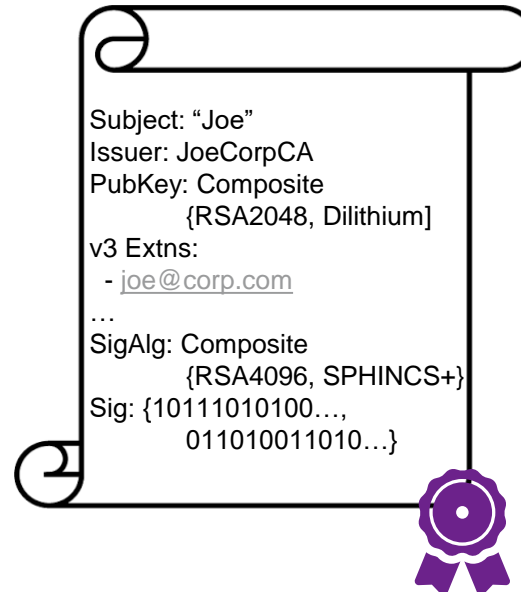 Subject: “Joe”
Issuer: JoeCorpCA
PubKey: Composite
{RSA2048, Dilithium]
v3 Extns:
- joe@corp.com
…
SigAlg: Composite
{RSA4096, SPHINCS+}
Sig: {10111010100…,
011010011010…}